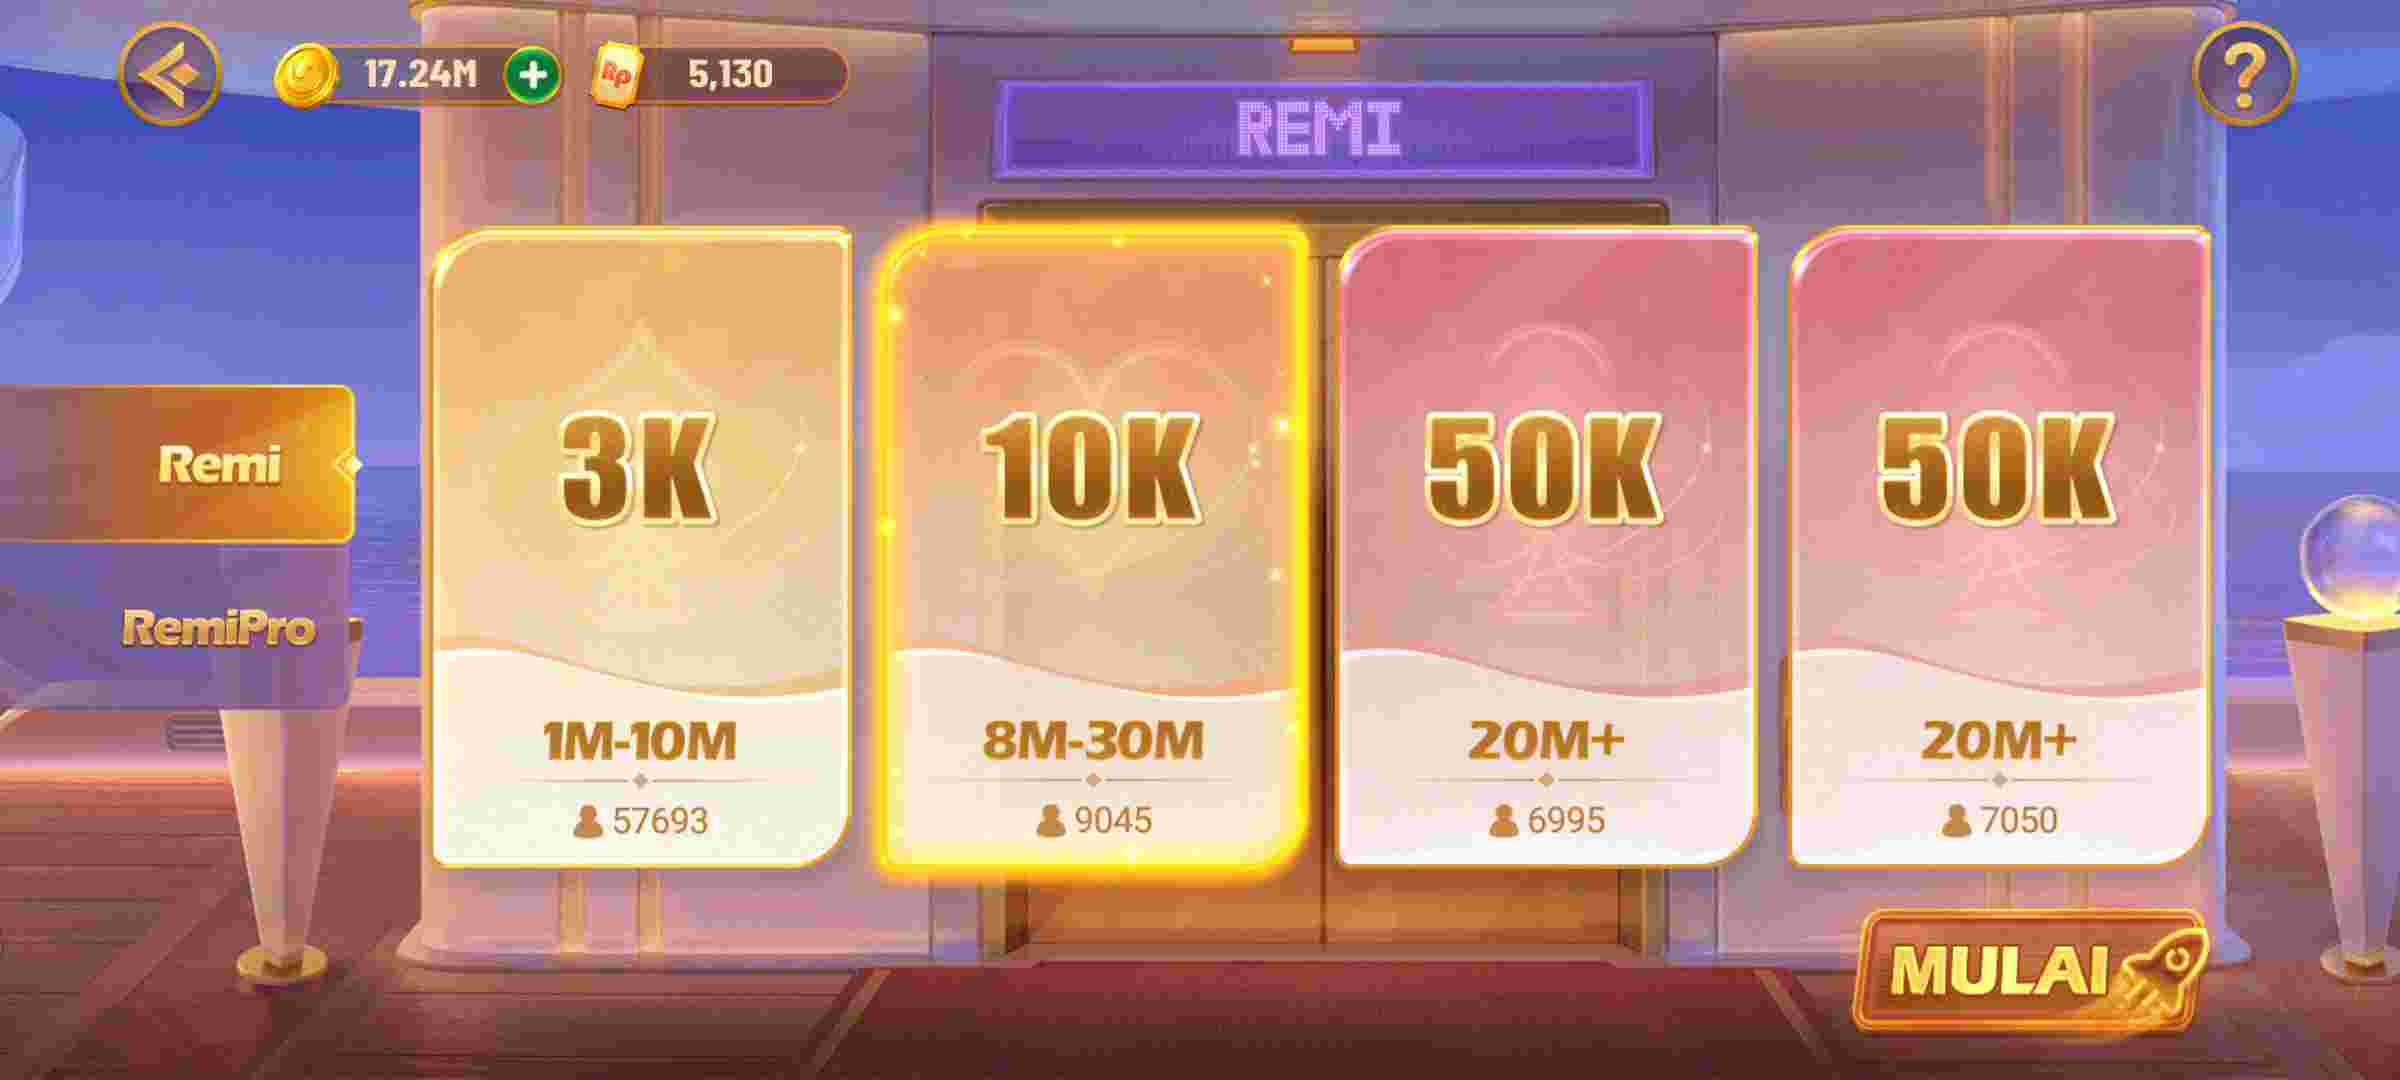 17.24M
Rp
5,130
REMI
?
Remi
RemiPro
3K
1M-10M
57693
10K
8M-30M
9045
50K
20M+
6995
50K
20M+
7050
MULAI